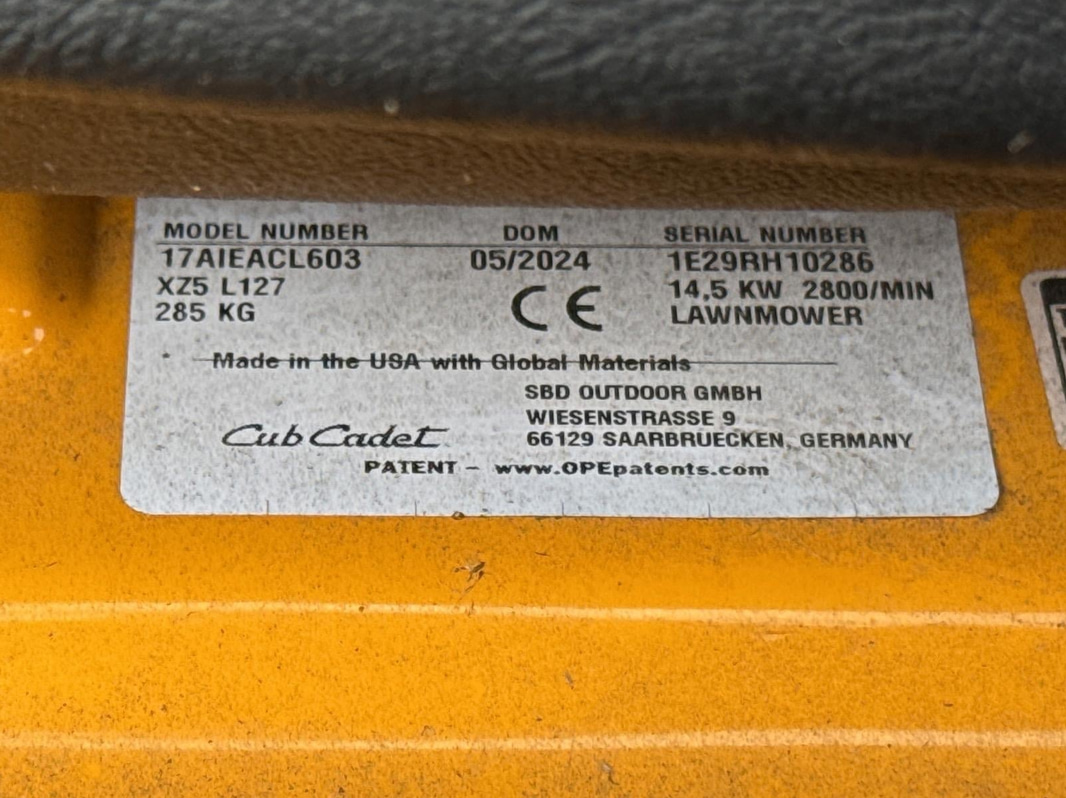 MODEL NUMBER DOM SERIAL NUMBER
17AIEACL603 05/2024 1E29RH10286
XZ5 L127 CE 14,5 KW 2800/MIN
285 KG LAWNMOWER
Made in the USA with Global Materials
SBD OUTDOOR GMBH
WIESENSTRASSE 9
Cub Cadet 66129 SAARBRUECKEN, GERMANY
PATENT - www.OPEpatents.com